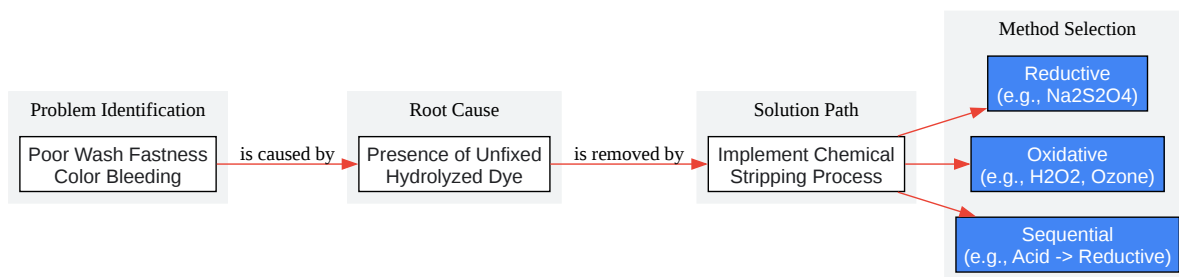 Method Selection
Reductive
(e.g., Na2S2O4)
Problem Identification
Root Cause
Solution Path
Poor Wash Fastness
Color Bleeding
is caused by
Presence of Unfixed
Hydrolyzed Dye
is removed by
Implement Chemical
Stripping Process
Oxidative
(e.g., H2O2, Ozone)
Sequential
(e.g., Acid -> Reductive)